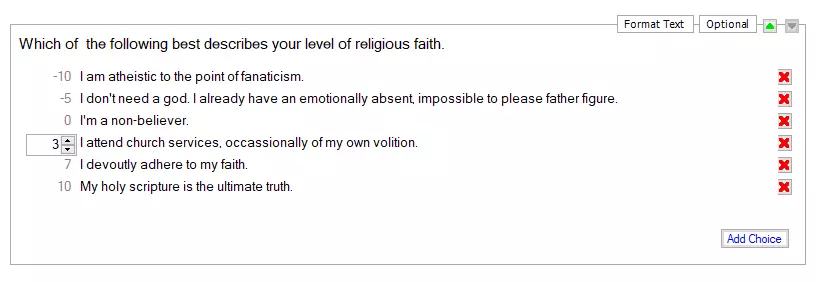 Format Text Optional
Which of the following best describes your level of religious faith.
-10 I am atheistic to the point of fanaticism.
-5 I don't need a god. I already have an emotionally absent, impossible to please father figure.
0 I'm a non-believer.
3 I attend church services, occassionally of my own volition.
7 I devoutly adhere to my faith.
10 My holy scripture is the ultimate truth.
Add Choice